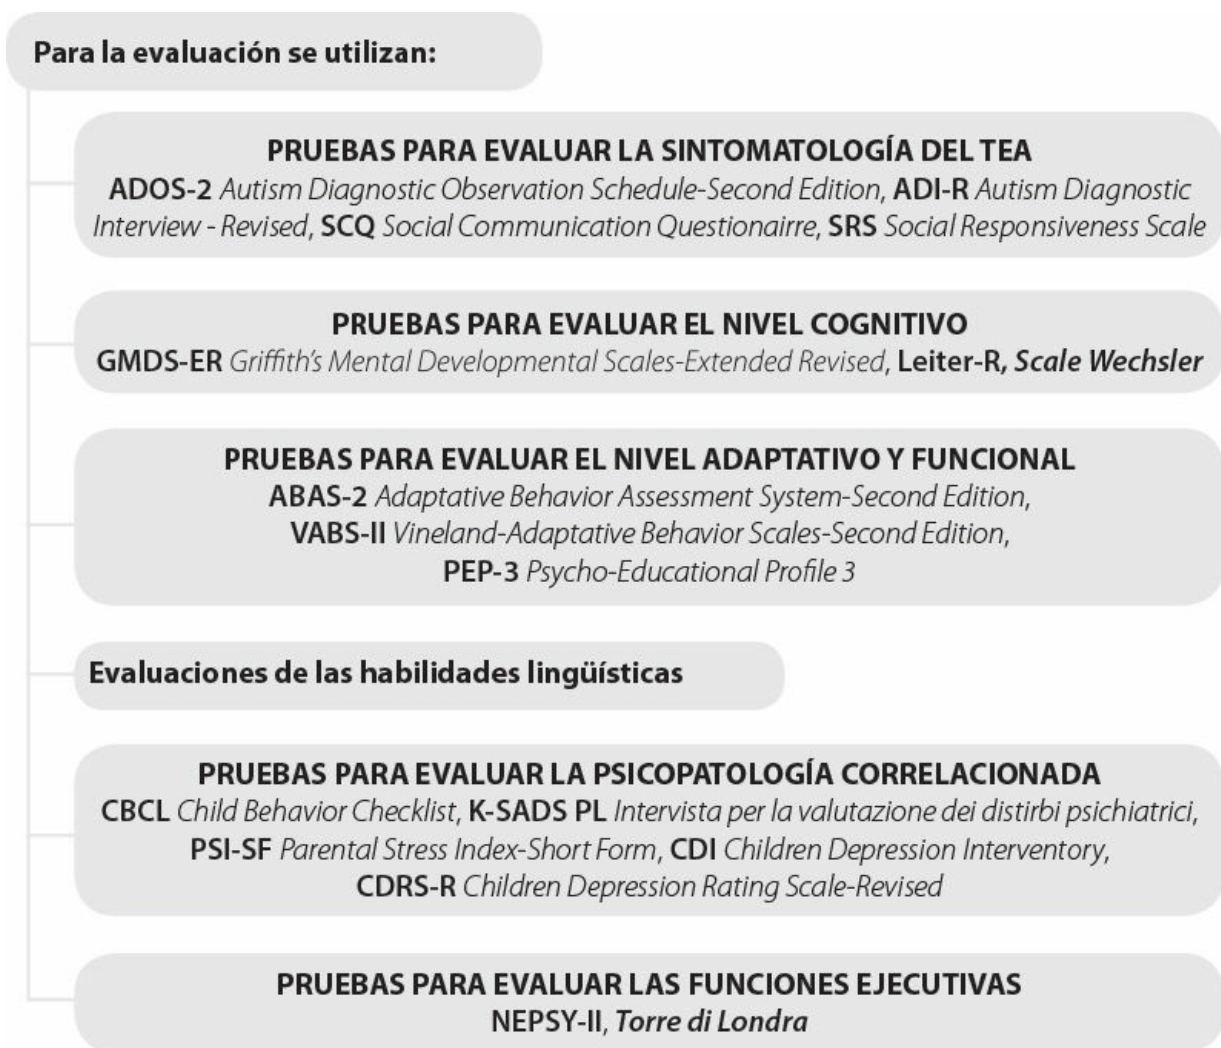 Para la evaluación se utilizan:
PRUEBAS PARA EVALUAR LA SINTOMATOLOGÍA DEL TEA
ADOS-2 Autism Diagnostic Observation Schedule-Second Edition, ADI-R Autism Diagnostic
Interview - Revised, SCQ Social Communication Questionairre, SRS Social Responsiveness Scale
PRUEBAS PARA EVALUAR EL NIVEL COGNITIVO
GMDS-ER Griffith's Mental Developmental Scales-Extended Revised, Leiter-R, Scale Wechsler
PRUEBAS PARA EVALUAR EL NIVEL ADAPTATIVO Y FUNCIONAL
ABAS-2 Adaptative Behavior Assessment System-Second Edition,
VABS-II Vineland-Adaptative Behavior Scales-Second Edition,
PEP-3 Psycho-Educational Profile 3
Evaluaciones de las habilidades lingüísticas
PRUEBAS PARA EVALUAR LA PSICOPATOLOGÍA CORRELACIONADA
CBCL Child Behavior Checklist, K-SADS PL Intervista per la valutazione dei distirbi psichiatrici,
PSI-SF Parental Stress Index-Short Form, CDI Children Depression Interventory,
CDRS-R Children Depression Rating Scale-Revised
PRUEBAS PARA EVALUAR LAS FUNCIONES EJECUTIVAS
NEPSY-II, Torre di Londra